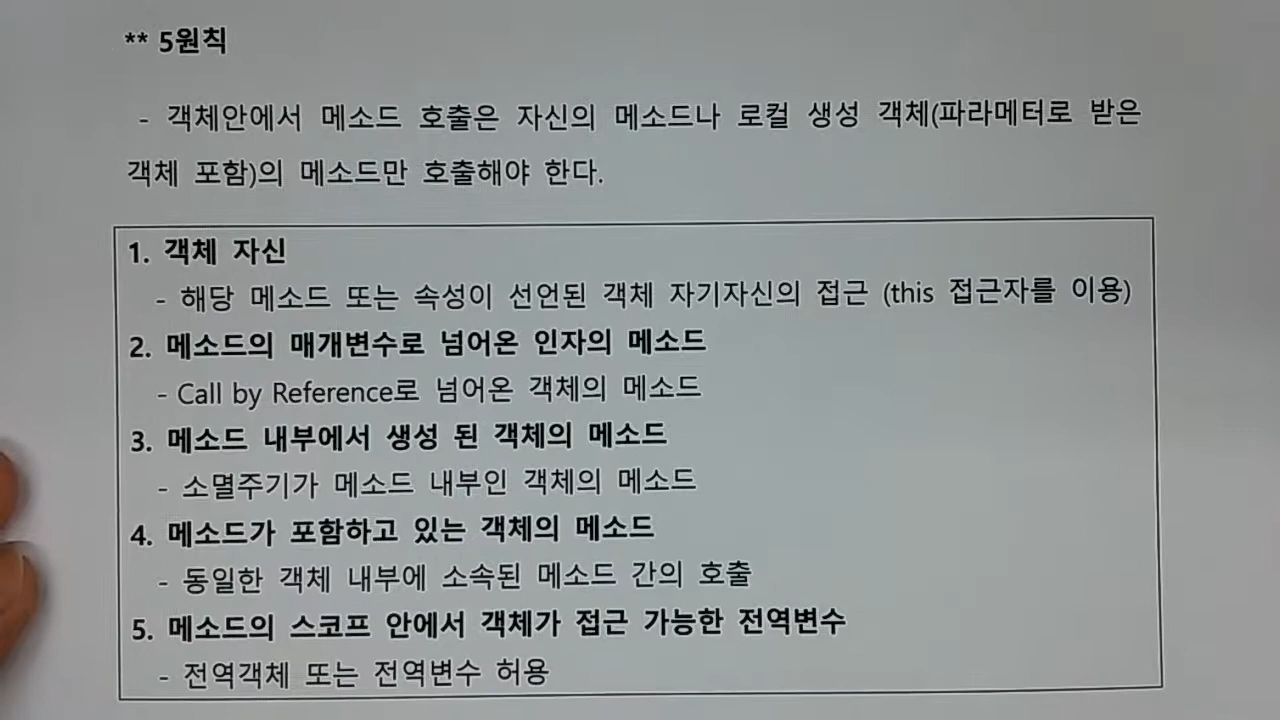 ** 5원칙
- 객체안에서 메소드 호출은 자신의 메소드나 로컬 생성 객체(파라메터로 받은
객체 포함)의 메소드만 호출해야 한다.
1. 객체 자신
- 해당 메소드 또는 속성이 선언된 객체 자기자신의 접근 (this 접근자를 이용)
2. 메소드의 매개변수로 넘어온 인자의 메소드
- Call by Reference로 넘어온 객체의 메소드
3. 메소드 내부에서 생성 된 객체의 메소드
- 소멸주기가 메소드 내부인 객체의 메소드
4. 메소드가 포함하고 있는 객체의 메소드
- 동일한 객체 내부에 소속된 메소드 간의 호출
5. 메소드의 스코프 안에서 객체가 접근 가능한 전역변수
- 전역객체 또는 전역변수 허용